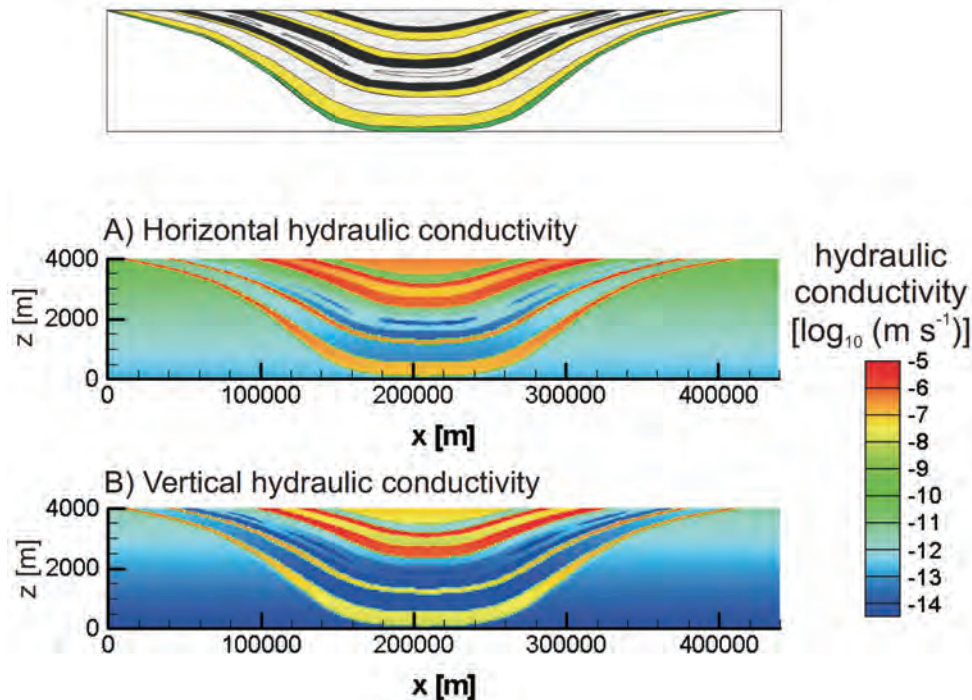 A) Horizontal hydraulic conductivity
4000
2000
0
z [m]
0 100000 200000 300000 400000
x [m]
B) Vertical hydraulic conductivity
4000
2000
0
z [m]
0 100000 200000 300000 400000
x [m]
hydraulic
conductivity
[log₁₀ (m s⁻¹)]
-5
-6
-7
-8
-9
-10
-11
-12
-13
-14